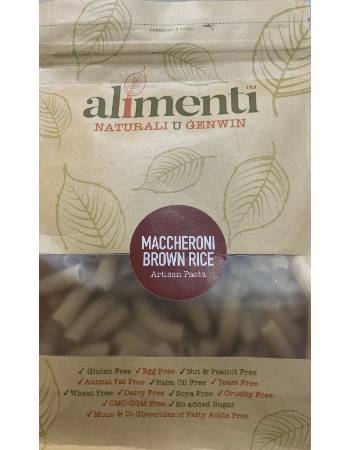 alimenti™
NATURALI U ĠENWIN
MACCHERONI
BROWN RICE
Artisan Pasta
✓Gluten Free ✓Egg Free ✓Nut & Peanut Free
✓Animal Fat Free ✓Palm Oil Free ✓Yeast Free
✓Wheat Free ✓Dairy Free ✓Soya Free ✓Cruelty Free
✓GMO-OGM Free ✓No added Sugar
✓Mono & Di-Glycerides of Fatty Acids Free